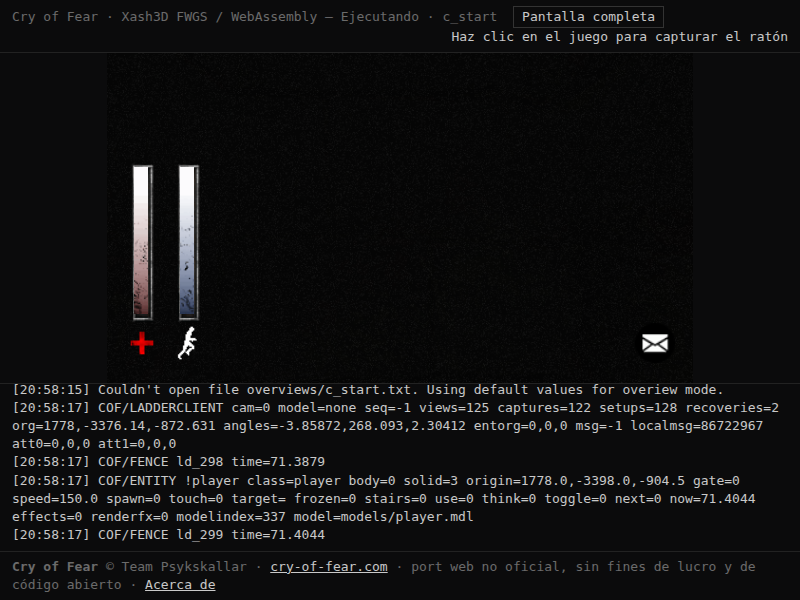 Cry of Fear · Xash3D FWGS / WebAssembly — Ejecutando · c_start Pantalla completa
Haz clic en el juego para capturar el ratón
[20:58:15] Couldn't open file overviews/c_start.txt. Using default values for overiew mode.
[20:58:17] COF/LADDERCLIENT cam=0 model=none seq=-1 views=125 captures=122 setups=128 recoveries=2
org=1778,-3376.14,-872.631 angles=-3.85872,268.093,2.30412 entorg=0,0,0 msg=-1 localmsg=86722967
att0=0,0,0 att1=0,0,0
[20:58:17] COF/FENCE ld_298 time=71.3879
[20:58:17] COF/ENTITY !player class=player body=0 solid=3 origin=1778.0,-3398.0,-904.5 gate=0
speed=150.0 spawn=0 touch=0 target= frozen=0 stairs=0 use=0 think=0 toggle=0 next=0 now=71.4044
effects=0 renderfx=0 modelindex=337 model=models/player.mdl
[20:58:17] COF/FENCE ld_299 time=71.4044
Cry of Fear © Team Psykskallar · cry-of-fear.com · port web no oficial, sin fines de lucro y de
código abierto · Acerca de